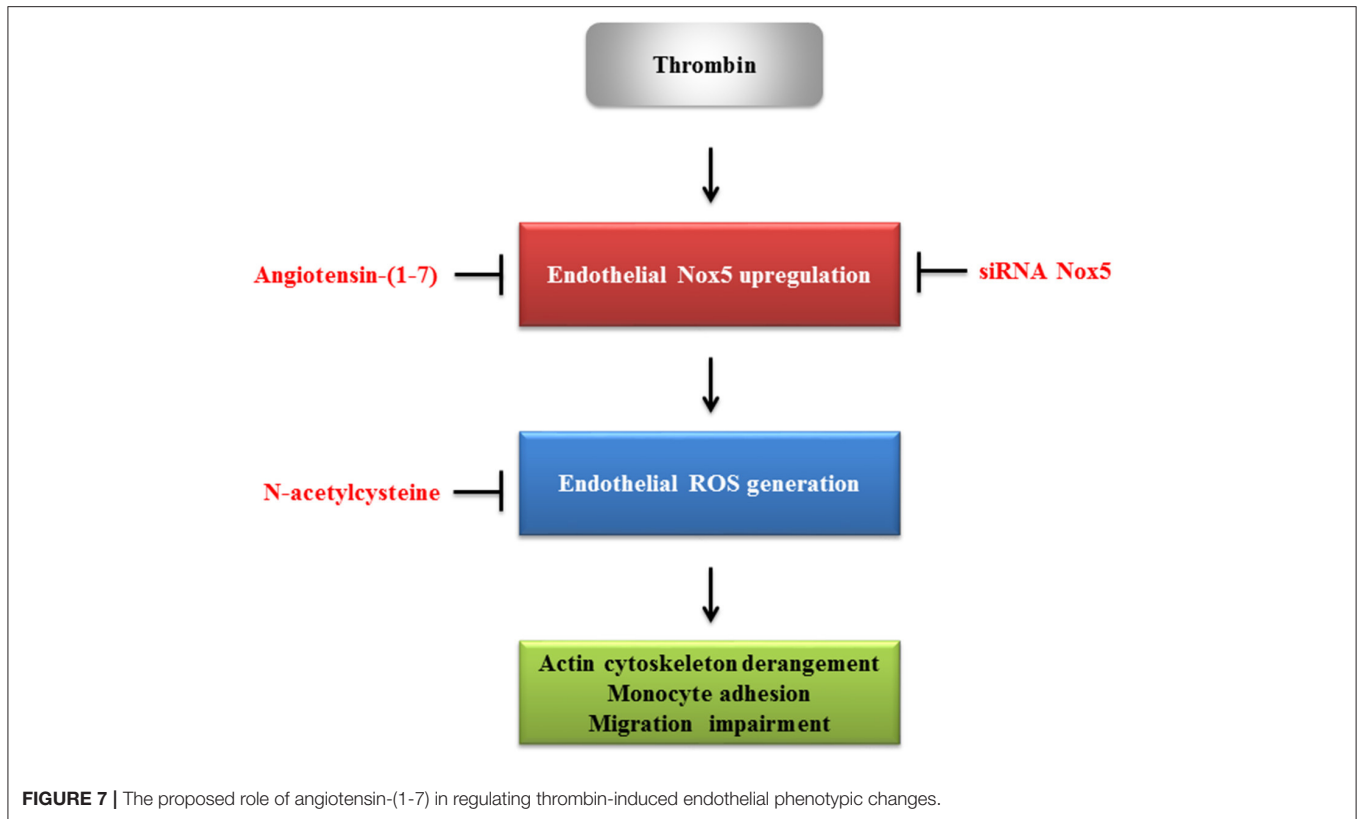 Thrombin
Angiotensin-(1-7)
Endothelial Nox5 upregulation
siRNA Nox5
N-acetylcysteine
Endothelial ROS generation
Actin cytoskeleton derangement
Monocyte adhesion
Migration impairment
FIGURE 7 | The proposed role of angiotensin-(1-7) in regulating thrombin-induced endothelial phenotypic changes.